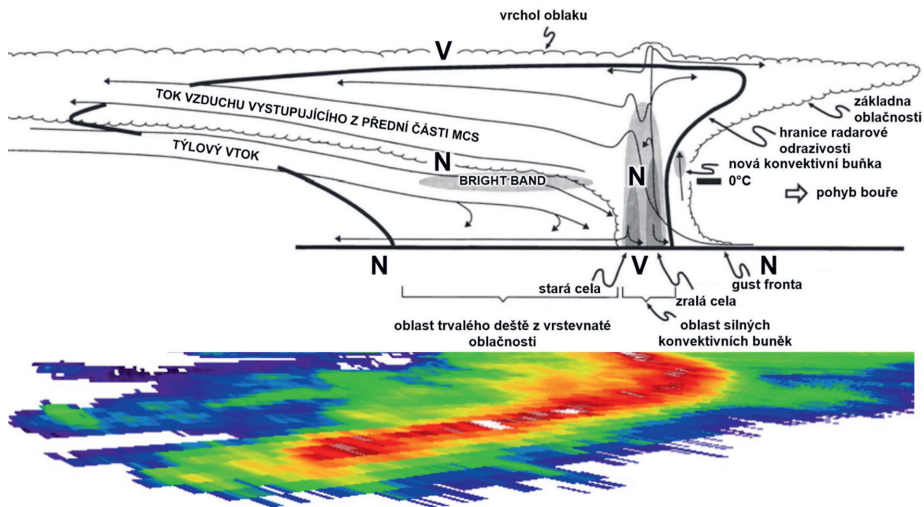 vrchol oblaku
V
TOK VZDUCHU VYSTUPUJÍCÍHO Z PŘEDNÍ ČÁSTI MCS
základna
oblačnosti
hranice radarové
odrazivosti
TÝLOVÝ VTOK
N
nová konvektivní buňka
BRIGHT BAND
N
0°C
pohyb bouře
N
V
N
gust fronta
stará cela
zralá cela
oblast trvalého deště z vrstevnaté
oblačnosti
oblast silných
konvektivních buněk